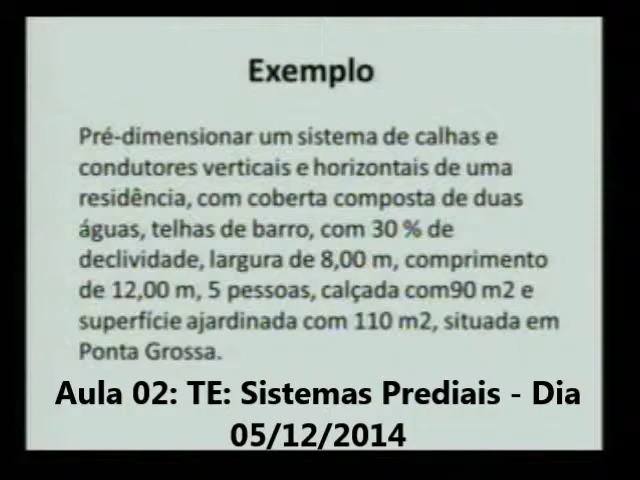 Exemplo
Pré-dimensionar um sistema de calhas e
condutores verticais e horizontais de uma
residência, com coberta composta de duas
águas, telhas de barro, com 30 % de
declividade, largura de 8,00 m, comprimento
de 12,00 m, 5 pessoas, calçada com90 m2 e
superfície ajardinada com 110 m2, situada em
Ponta Grossa.
Aula 02: TE: Sistemas Prediais - Dia
05/12/2014